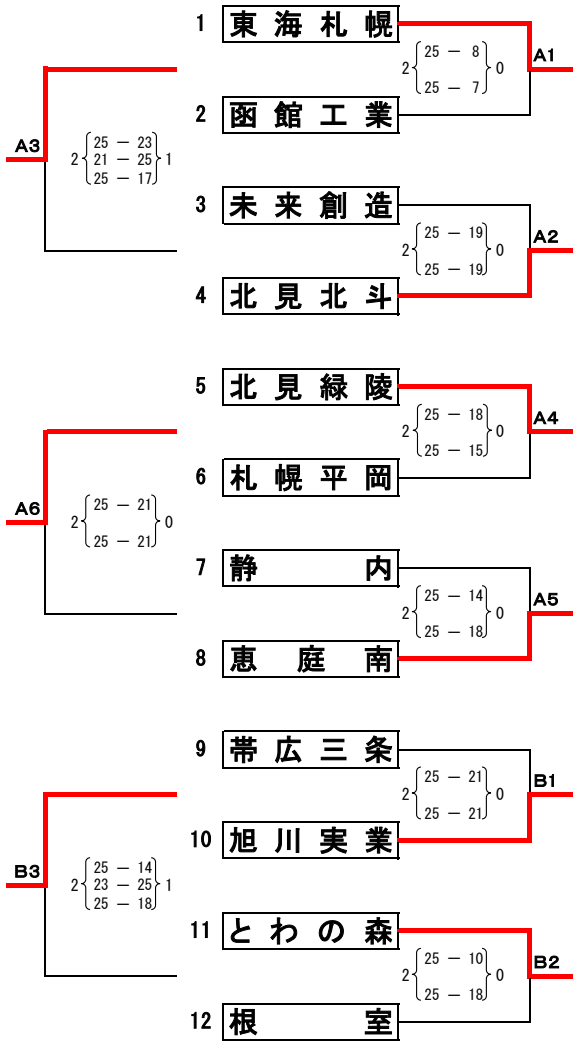 1 東海札幌
25 － 8
2 0 A1
25 － 7
2 函館工業
A3
25 － 23
2 21 － 25 1
25 － 17
3 未来創造
25 － 19
2 0 A2
25 － 19
4 北見北斗
5 北見緑陵
25 － 18
2 0 A4
25 － 15
6 札幌平岡
A6
25 － 21
2 0
25 － 21
7 静内
25 － 14
2 0 A5
25 － 18
8 恵庭南
9 帯広三条
25 － 21
2 0 B1
25 － 21
10 旭川実業
B3
25 － 14
2 23 － 25 1
25 － 18
11 とわの森
25 － 10
2 0 B2
25 － 18
12 根室